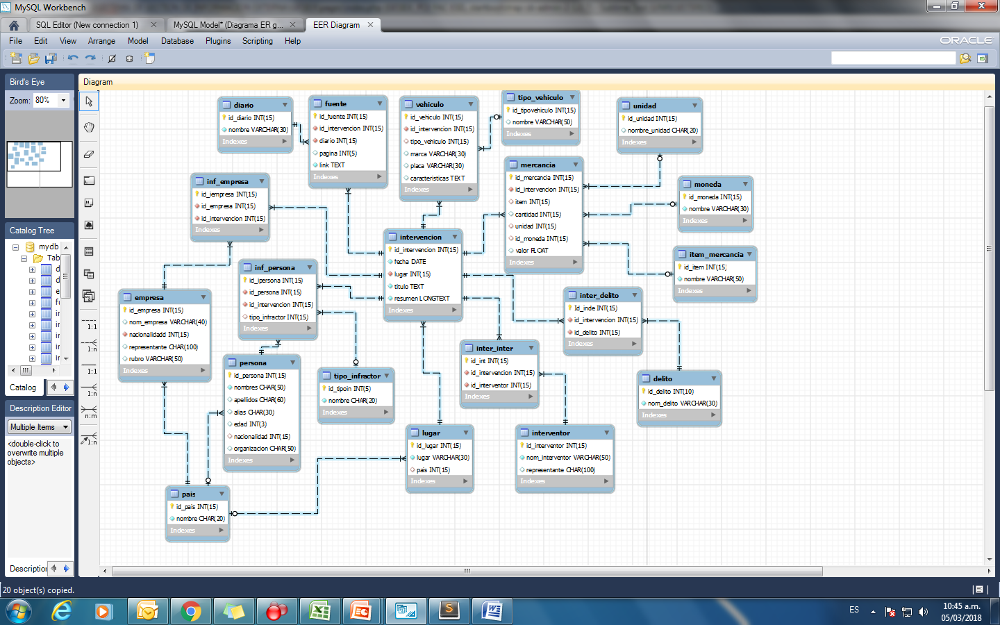 MySQL Workbench
SQL Editor (New connection 1)
MySQL Model* (Diagrama ER g...
EER Diagram
File Edit View Arrange Model Database Plugins Scripting Help
ORACLE
Bird's Eye
Zoom: 80%
Catalog Tree
mydb
Tab
d
d
e
f
in
in
in
in
Catalog
Description Editor
Multiple Items
<double-click to
overwrite multiple
objects>
Description
1:1
1:n
1:1
1:n
n:m
1:n
Diagram
diario
id_diario INT(15)
nombre VARCHAR(30)
Indexes
fuente
id_fuente INT(15)
id_intervencion INT(15)
diario INT(15)
pagina INT(5)
link TEXT
Indexes
vehiculo
id_vehiculo INT(15)
id_intervencion INT(15)
tipo_vehiculo INT(15)
marca VARCHAR(30)
placa VARCHAR(30)
caracteristicas TEXT
Indexes
tipo_vehiculo
id_tipovehiculo INT(15)
nombre VARCHAR(50)
Indexes
unidad
id_unidad INT(15)
nombre_unidad CHAR(20)
Indexes
mercancia
id_mercancia INT(15)
id_intervencion INT(15)
item INT(15)
cantidad INT(15)
unidad INT(15)
id_moneda INT(15)
valor FLOAT
Indexes
moneda
id_moneda INT(15)
nombre VARCHAR(30)
Indexes
item_mercancia
id_item INT(15)
nombre VARCHAR(50)
Indexes
inf_empresa
id_iempresa INT(15)
id_empresa INT(15)
id_intervencion INT(15)
Indexes
intervencion
id_intervencion INT(15)
fecha DATE
lugar INT(15)
titulo TEXT
resumen LONGTEXT
Indexes
inf_persona
id_ipersona INT(15)
id_persona INT(15)
id_intervencion INT(15)
tipo_infractor INT(15)
Indexes
empresa
id_empresa INT(15)
nom_empresa VARCHAR(40)
nacionalidadd INT(15)
representante CHAR(100)
rubro VARCHAR(50)
Indexes
inter_delito
Id_inde INT(15)
id_intervencion INT(15)
id_delito INT(15)
Indexes
inter_inter
id_int INT(15)
id_intervencion INT(15)
id_interventor INT(15)
Indexes
persona
id_persona INT(15)
nombres CHAR(50)
apellidos CHAR(60)
alias CHAR(30)
edad INT(3)
nacionalidad INT(15)
organizacion CHAR(50)
Indexes
tipo_infractor
id_tipoin INT(5)
nombre CHAR(20)
Indexes
delito
id_delito INT(10)
nom_delito VARCHAR(30)
Indexes
lugar
id_lugar INT(15)
lugar VARCHAR(30)
pais INT(15)
Indexes
interventor
id_interventor INT(15)
nom_interventor VARCHAR(50)
representante CHAR(100)
Indexes
pais
id_pais INT(15)
nombre CHAR(20)
Indexes
20 object(s) copied.
ES
10:45 a.m.
05/03/2018